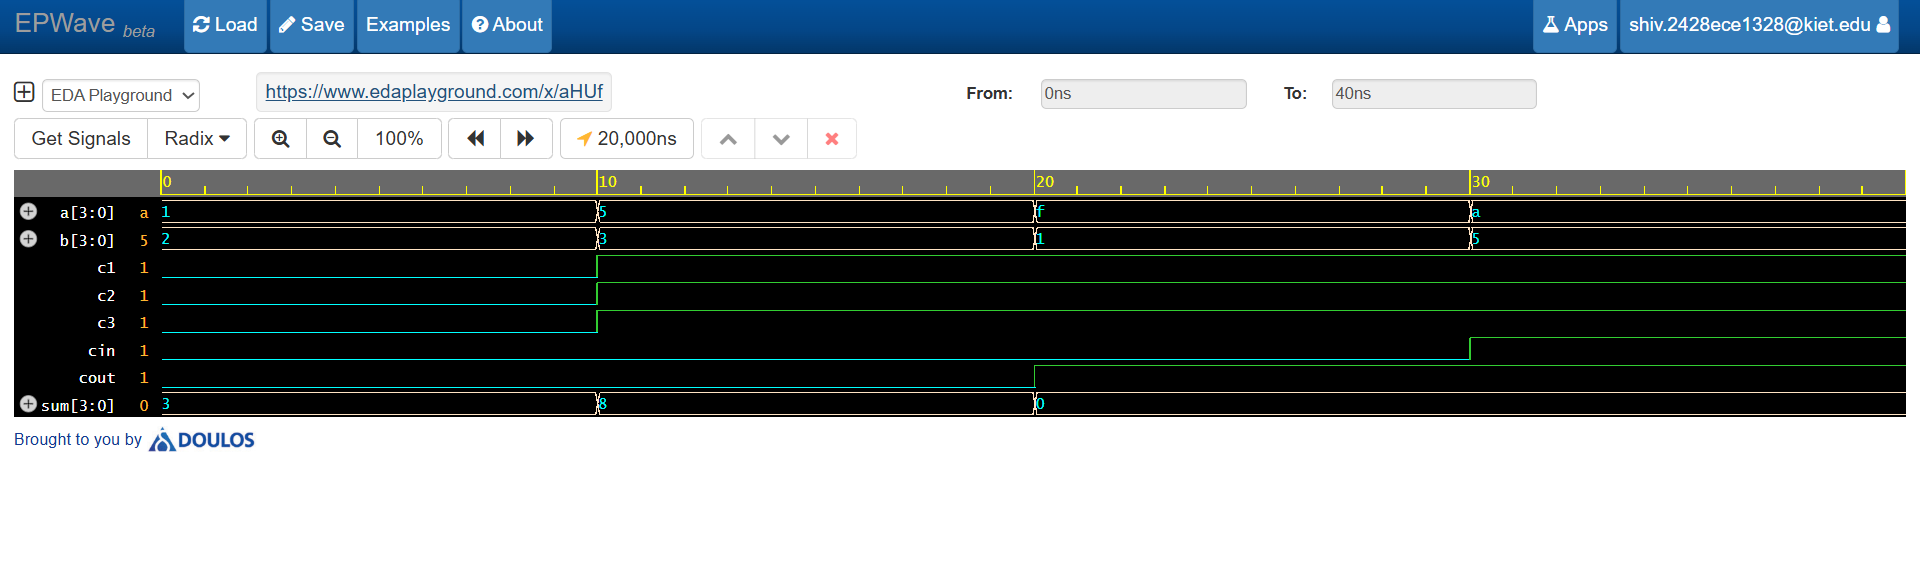 EPWave beta Load Save Examples About Apps shiv.2428ece1328@kiet.edu
EDA Playground https://www.edaplayground.com/x/aHUf From: 0ns To: 40ns
Get Signals Radix 100% 20,000ns
0 10 20 30
a[3:0] a 1 5 f a
b[3:0] 5 2 3 1 5
c1 1
c2 1
c3 1
cin 1
cout 1
sum[3:0] 0 3 8 0
Brought to you by DOULOS